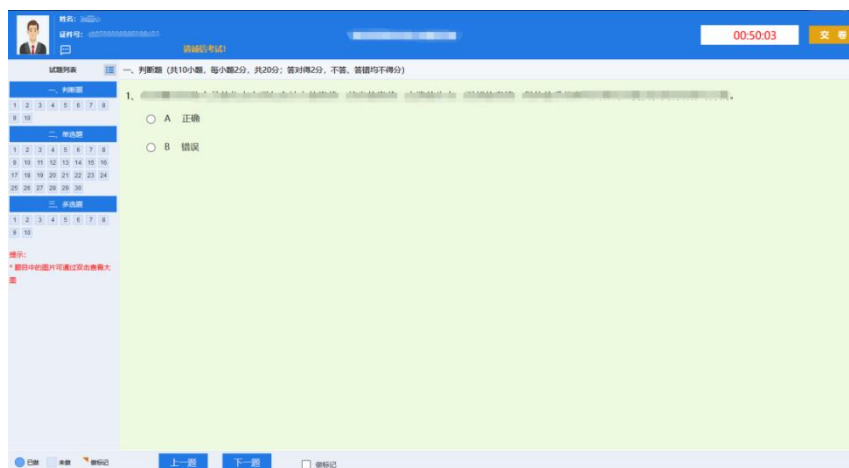 姓名:
证件号:
请诚信考试!
00:50:03
交 卷
试题列表
一、判断题(共10小题,每小题2分,共20分;答对得2分,不答、答错均不得分)
一、判断题
1 2 3 4 5 6 7 8
9 10
二、单选题
1 2 3 4 5 6 7 8
9 10 11 12 13 14 15 16
17 18 19 20 21 22 23 24
25 26 27 28 29 30
三、多选题
1 2 3 4 5 6 7 8
9 10
提示:
* 题目中的图片可通过双击查看大
图
1、
A 正确
B 错误
已做 未做 做标记
上一题 下一题 做标记